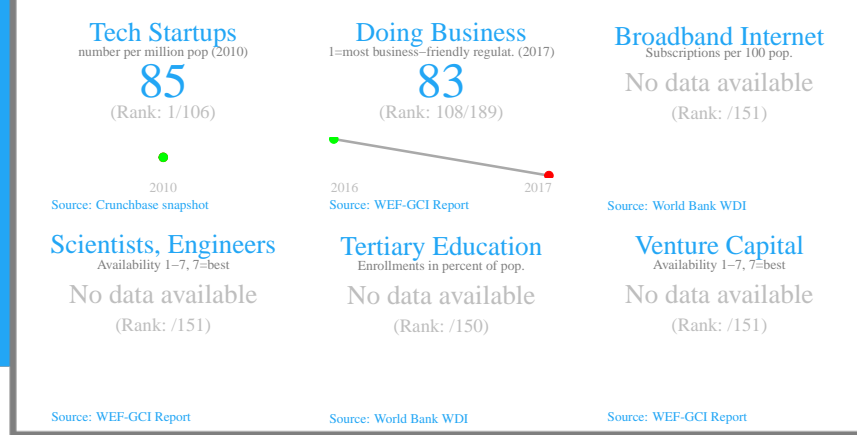 Tech Startups
number per million pop (2010)
85
(Rank: 1/106)
2010
Source: Crunchbase snapshot
Doing Business
1=most business−friendly regulat. (2017)
83
(Rank: 108/189)
2016 2017
Source: WEF-GCI Report
Broadband Internet
Subscriptions per 100 pop.
No data available
(Rank: /151)
Source: World Bank WDI
Scientists, Engineers
Availability 1−7, 7=best
No data available
(Rank: /151)
Source: WEF-GCI Report
Tertiary Education
Enrollments in percent of pop.
No data available
(Rank: /150)
Source: World Bank WDI
Venture Capital
Availability 1−7, 7=best
No data available
(Rank: /151)
Source: WEF-GCI Report